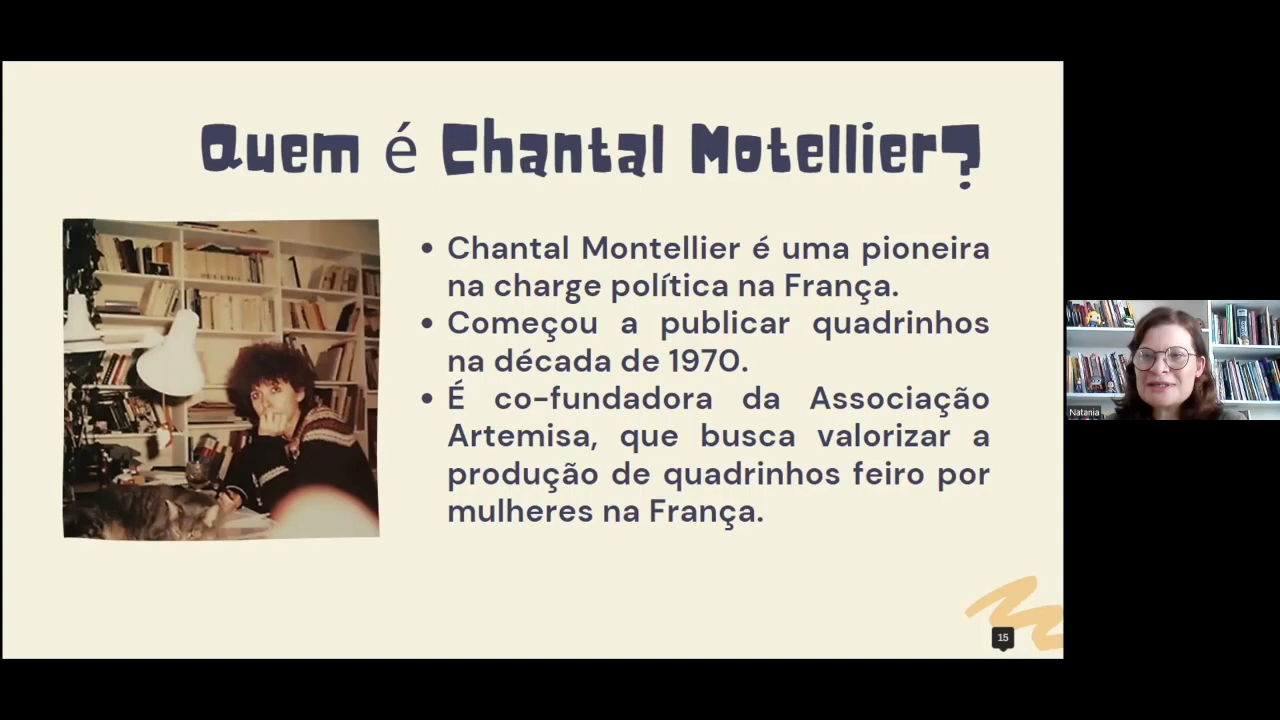 Quem é Chantal Motellier?
Chantal Montellier é uma pioneira
na charge política na França.
Começou a publicar quadrinhos
na década de 1970.
É co-fundadora da Associação
Artemisa, que busca valorizar a
produção de quadrinhos feiro por
mulheres na França.
Natania
15